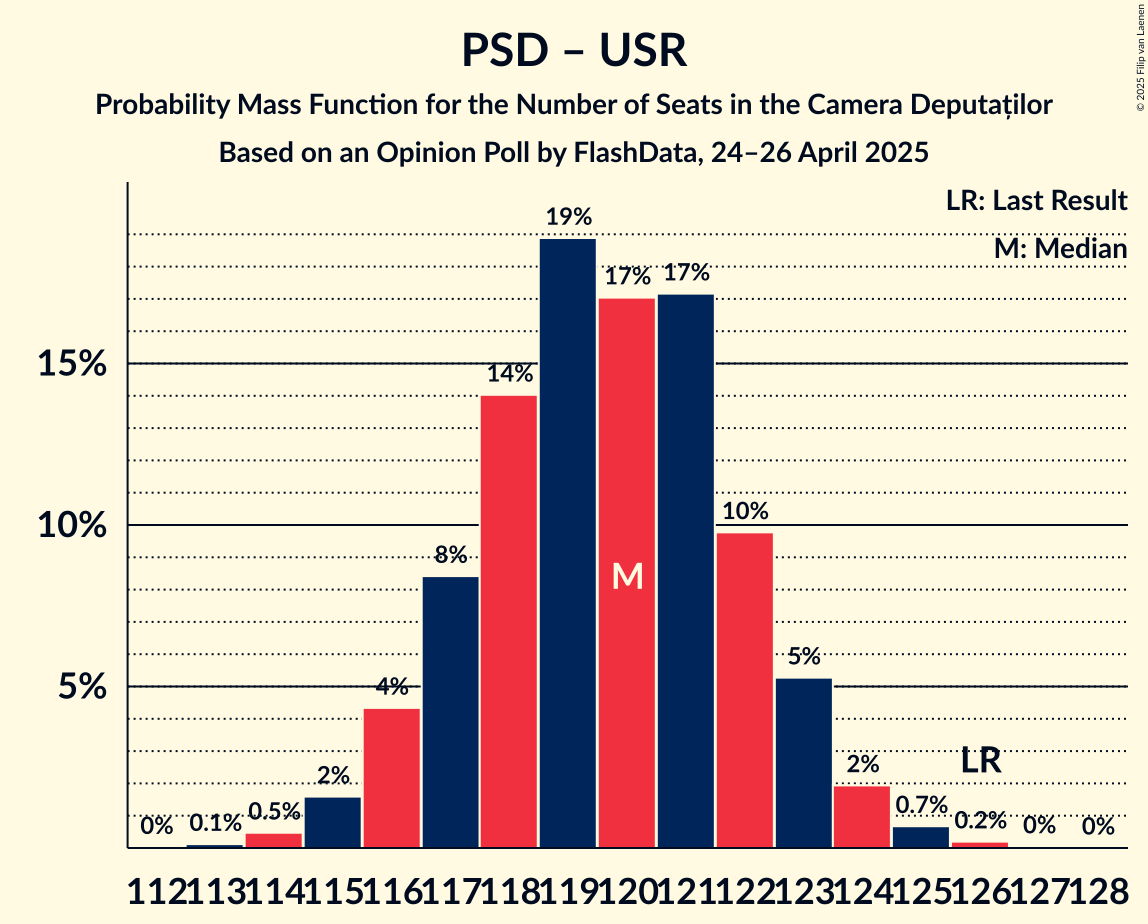 PSD – USR
Probability Mass Function for the Number of Seats in the Camera Deputaților
Based on an Opinion Poll by FlashData, 24–26 April 2025
© 2025 Filip van Laenen
LR: Last Result
M: Median
15%
10%
5%
0%
0.1%
0.5%
2%
4%
8%
14%
19%
17%
17%
10%
5%
2%
0.7%
0.2%
0%
0%
M
LR
112 113 114 115 116 117 118 119 120 121 122 123 124 125 126 127 128